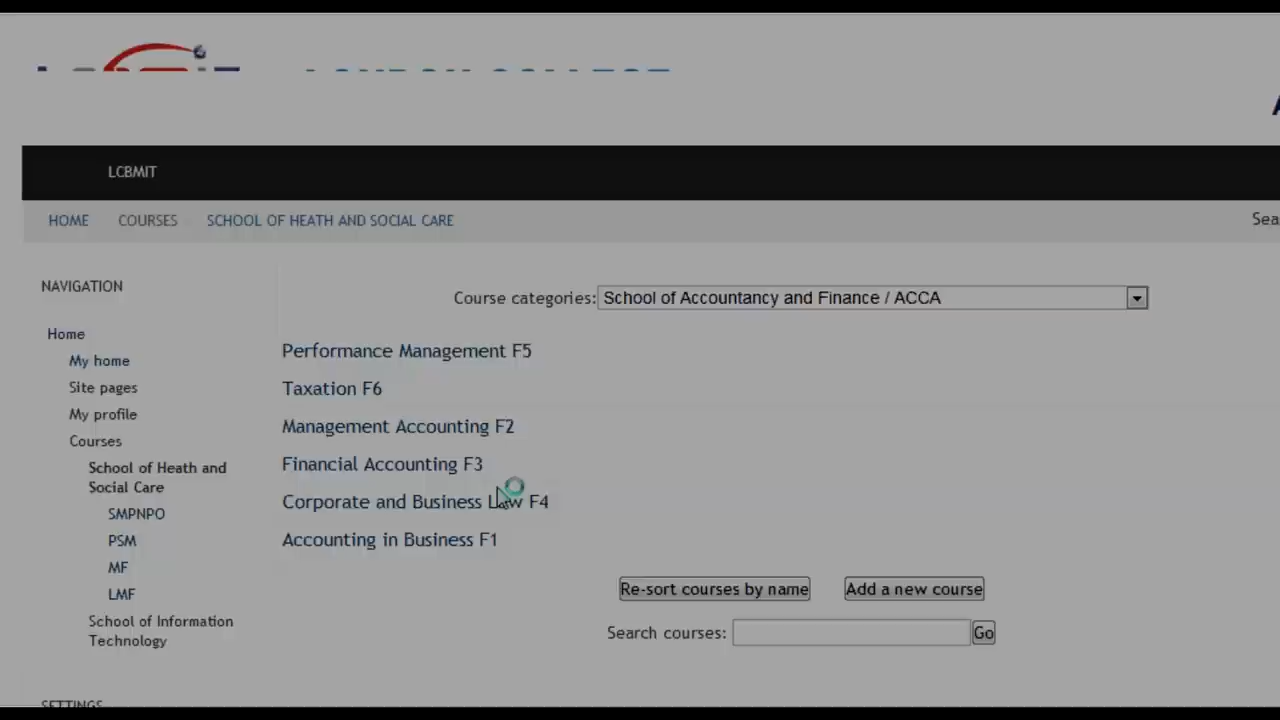 LCBMIT
HOME COURSES SCHOOL OF HEATH AND SOCIAL CARE
Sea
NAVIGATION
Course categories: School of Accountancy and Finance / ACCA
Home
My home
Site pages
My profile
Courses
School of Heath and
Social Care
SMPNPO
PSM
MF
LMF
School of Information
Technology
Performance Management F5
Taxation F6
Management Accounting F2
Financial Accounting F3
Corporate and Business Law F4
Accounting in Business F1
Re-sort courses by name Add a new course
Search courses: Go
SETTINGS